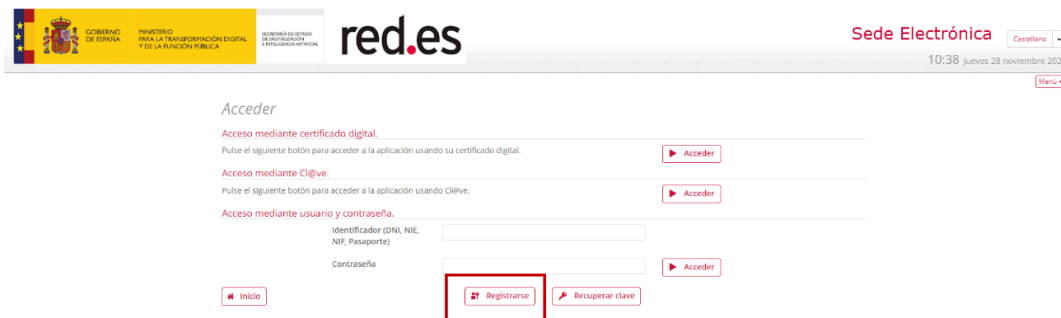 GOBIERNO
DE ESPAÑA
MINISTERIO
PARA LA TRANSFORMACIÓN DIGITAL
Y DE LA FUNCIÓN PÚBLICA
SECRETARÍA DE ESTADO
DE DIGITALIZACIÓN
E INTELIGENCIA ARTIFICIAL
red.es
Sede Electrónica
Castellano
10:38 Jueves 28 noviembre 202
Menú
Acceder
Acceso mediante certificado digital.
Pulse el siguiente botón para acceder a la aplicación usando su certificado digital.
Acceder
Acceso mediante Cl@ve.
Pulse el siguiente botón para acceder a la aplicación usando Cl@ve.
Acceder
Acceso mediante usuario y contraseña.
Identificador (DNI, NIE,
NIF, Pasaporte)
Contraseña
Acceder
Inicio
Registrarse
Recuperar clave